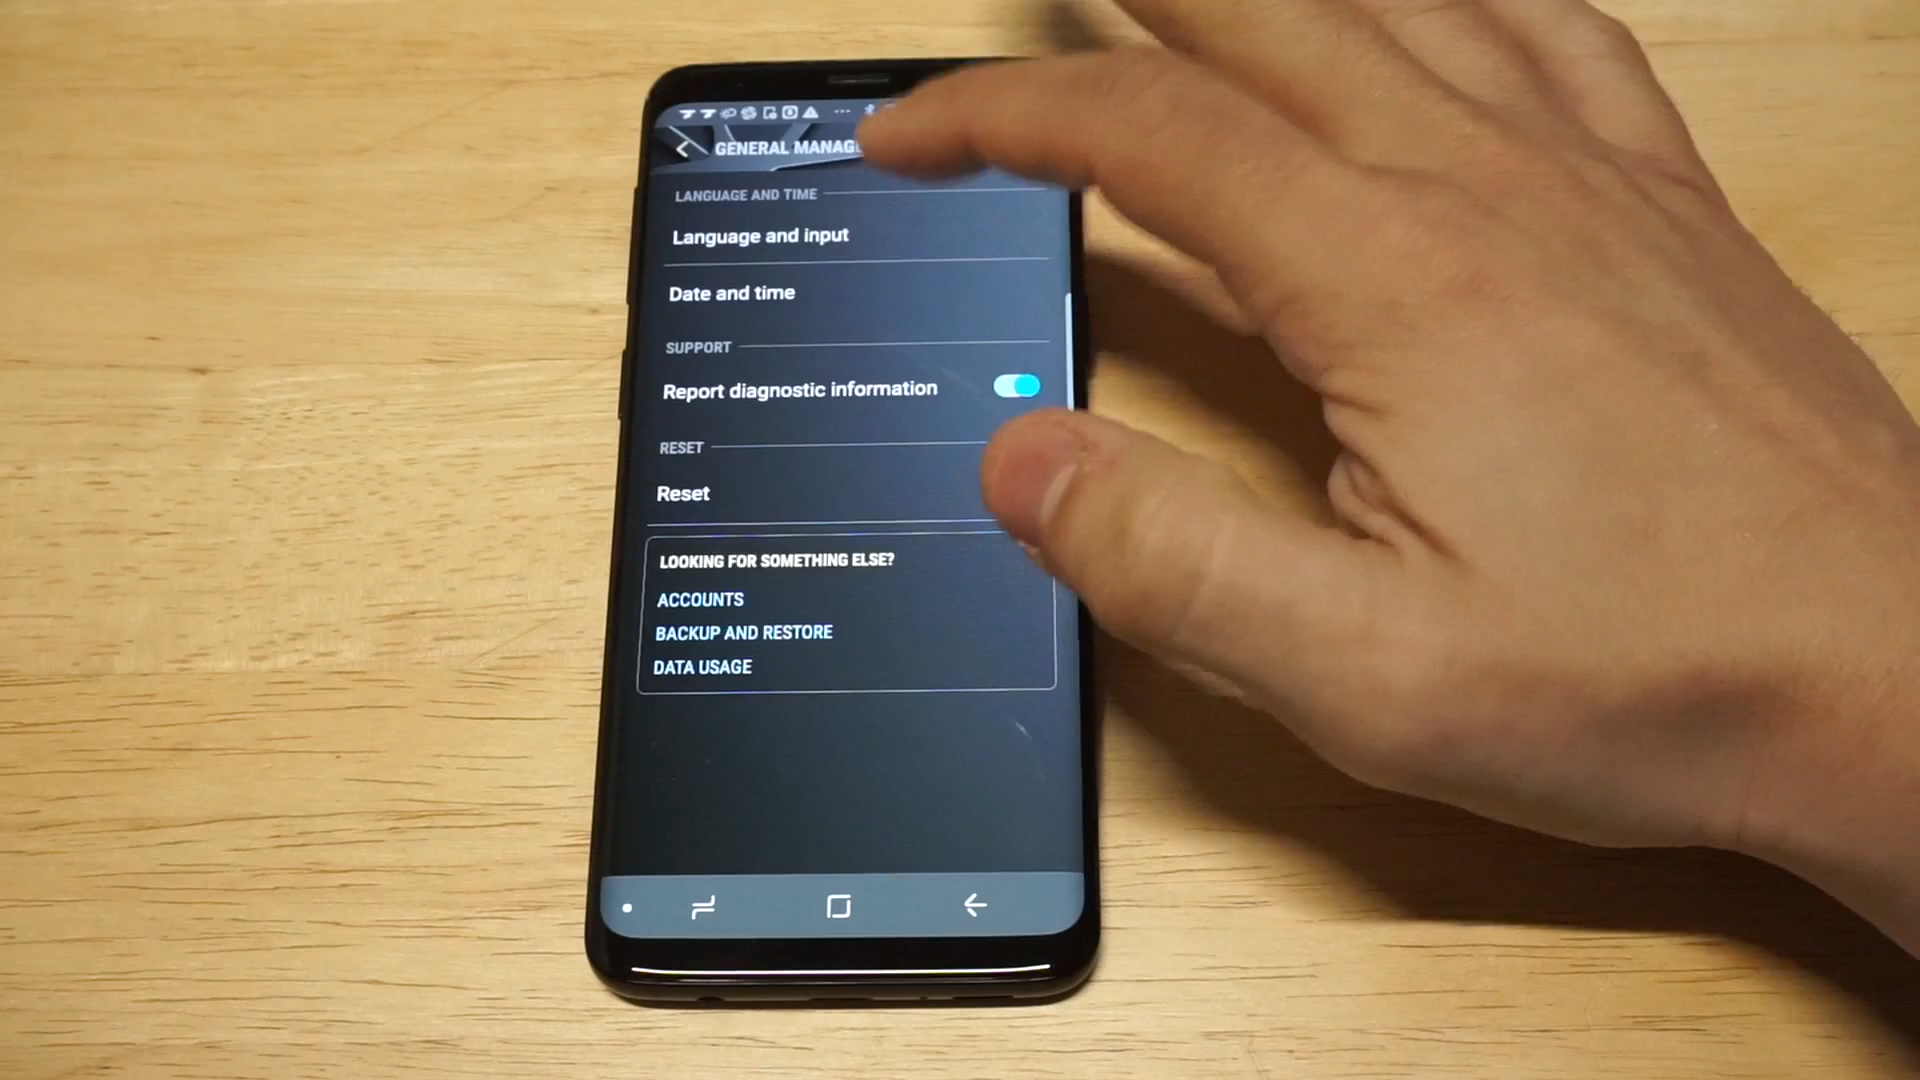 GENERAL MANAG
LANGUAGE AND TIME
Language and input
Date and time
SUPPORT
Report diagnostic information
RESET
Reset
LOOKING FOR SOMETHING ELSE?
ACCOUNTS
BACKUP AND RESTORE
DATA USAGE